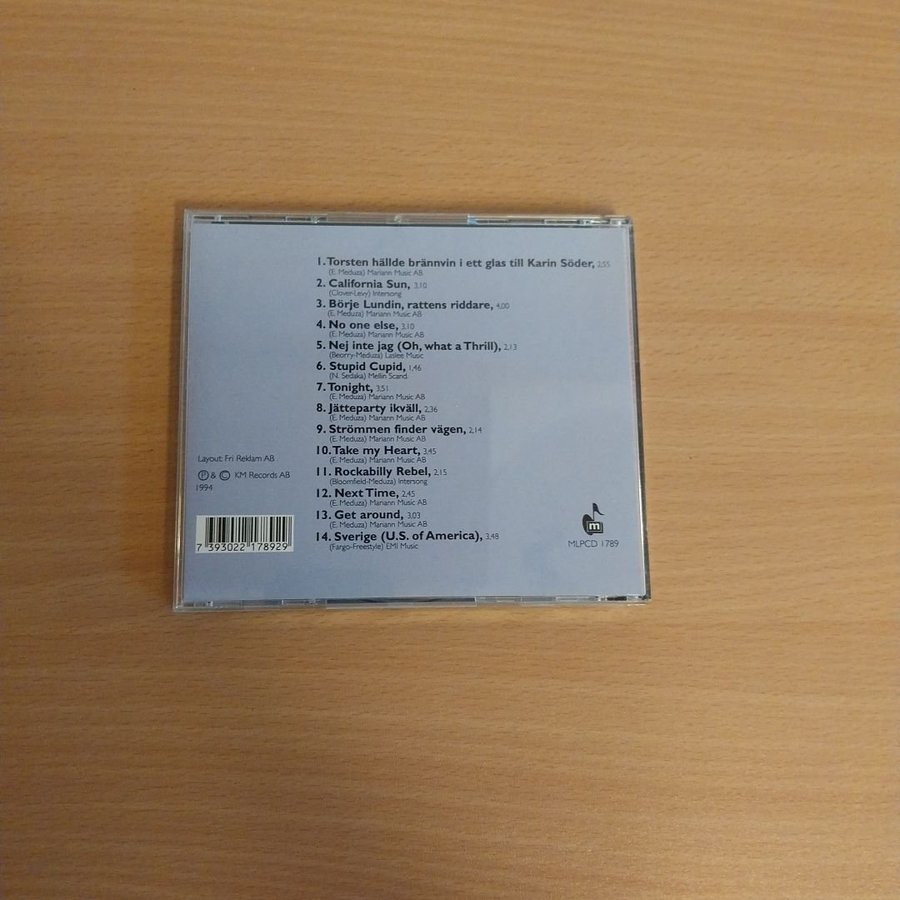 1. Torsten hällde brännvin i ett glas till Karin Söder, 2,55
(E. Meduza) Mariann Music AB
2. California Sun, 3,10
(Clover-Levy) Intersong
3. Börje Lundin, rattens riddare, 4,00
(E. Meduza) Mariann Music AB
4. No one else, 3,10
(E. Meduza) Mariann Music AB
5. Nej inte jag (Oh, what a Thrill), 2,13
(Beorry-Meduza) Laslee Music
6. Stupid Cupid, 1,46
(N. Sedaka) Mellin Scand.
7. Tonight, 3,51
(E. Meduza) Mariann Music AB
8. Jätteparty ikväll, 2,36
(E. Meduza) Mariann Music AB
9. Strömmen finder vägen, 2,14
(E. Meduza) Mariann Music AB
10. Take my Heart, 3,45
(E. Meduza) Mariann Music AB
11. Rockabilly Rebel, 2,15
(Bloomfield-Meduza) Intersong
12. Next Time, 2,45
(E. Meduza) Mariann Music AB
13. Get around, 3,03
(E. Meduza) Mariann Music AB
14. Sverige (U.S. of America), 3,48
(Fargo-Freestyle) EMI Music
Layout: Fri Reklam AB
Ⓟ & © KM Records AB
1994
7 393022 178929
m
MLPCD 1789